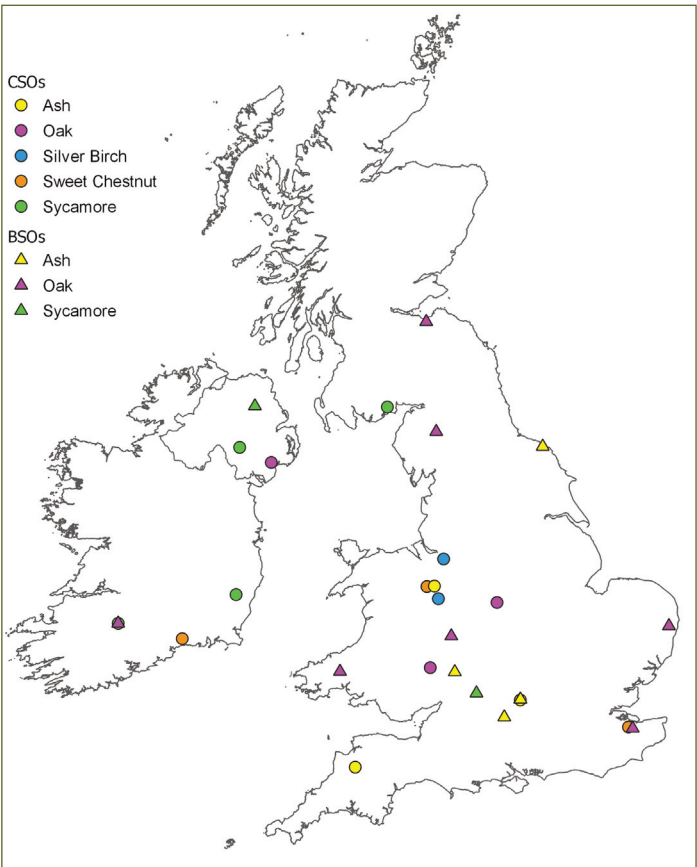 CSOs
Ash
Oak
Silver Birch
Sweet Chestnut
Sycamore
BSOs
Ash
Oak
Sycamore